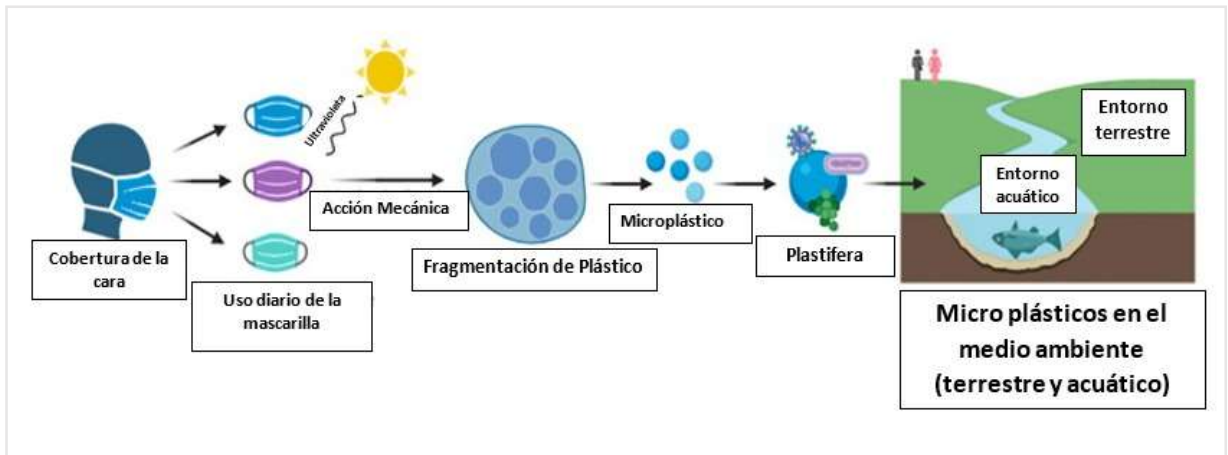 Cobertura de la
cara
Uso diario de la
mascarilla
Ultravioleta
Acción Mecánica
Fragmentación de Plástico
Microplástico
Plastífera
Entorno
terrestre
Entorno
acuático
Micro plásticos en el
medio ambiente
(terrestre y acuático)